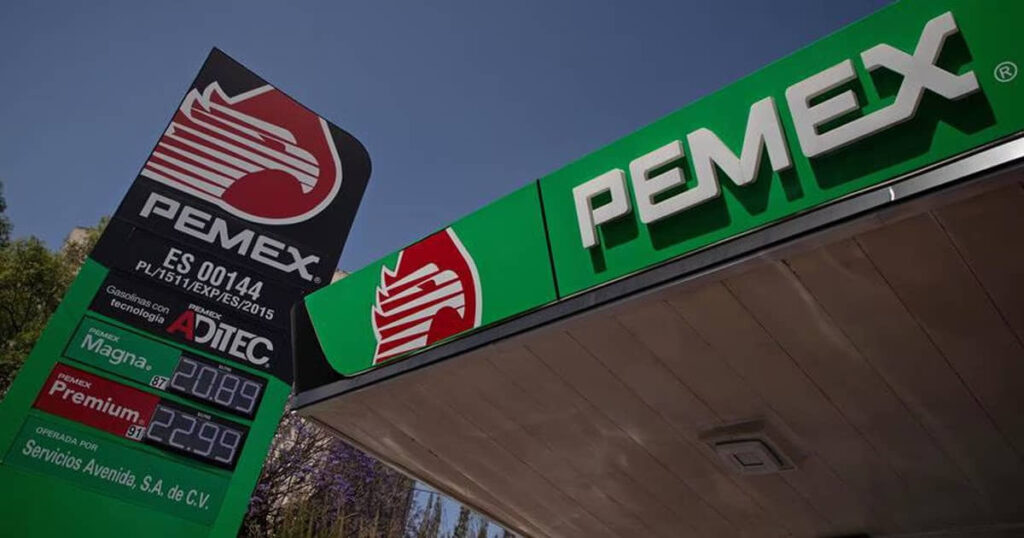 PEMEX®
ES 00144
PL/1511/EXP/ES/2015
Gasolinas con
tecnología
PEMEX
ADITEC
PEMEX
Magna®
87
20.89
PEMEX
Premium®
91
22.99
OPERADA POR
Servicios Avenida, S.A. de C.V.
PEMEX®